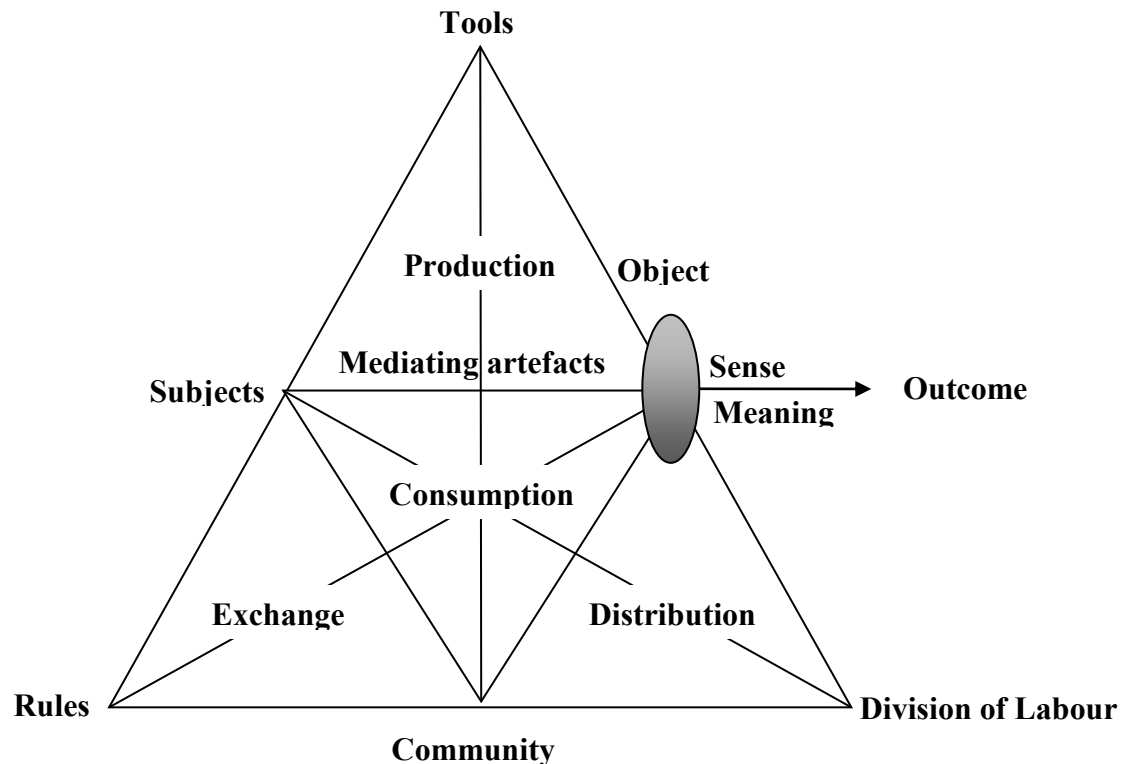 Tools
Production
Object
Mediating artefacts
Sense
Subjects
Outcome
Meaning
Consumption
Exchange
Distribution
Rules
Division of Labour
Community